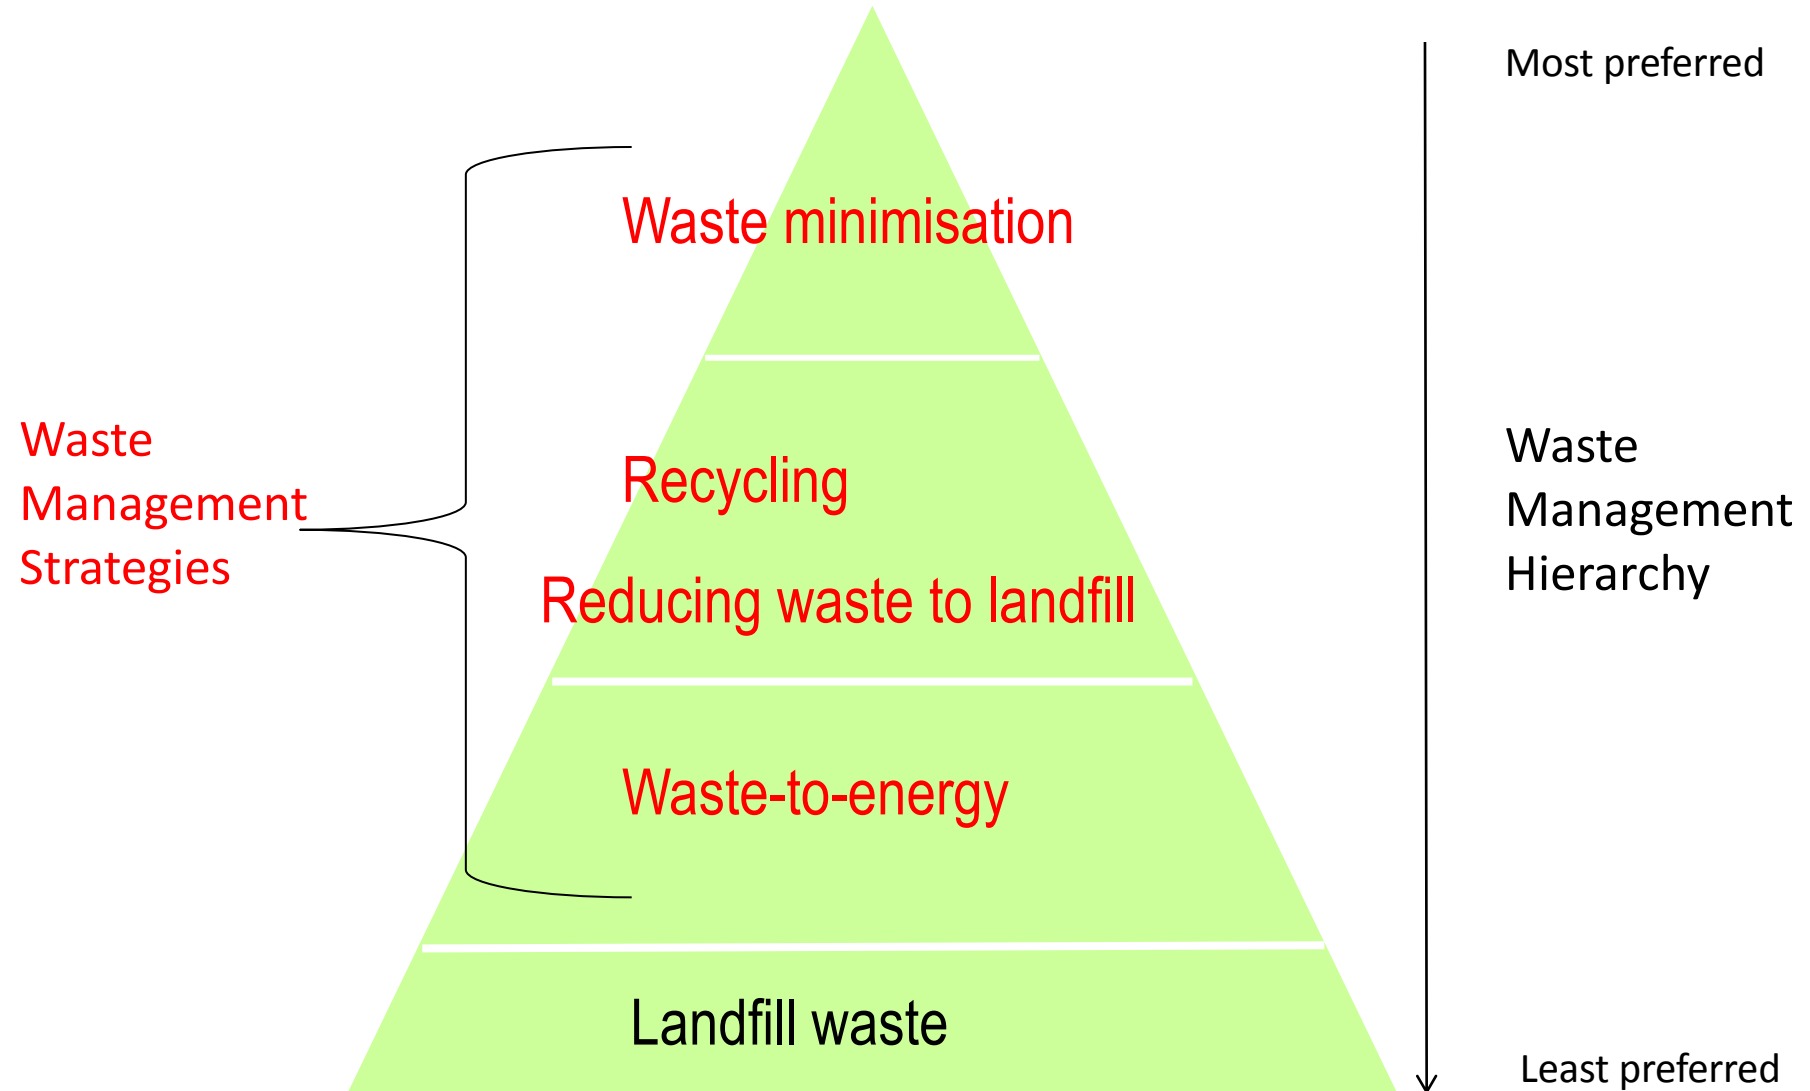 Most preferred
Waste minimisation
Waste
Management
Strategies
Recycling
Reducing waste to landfill
Waste
Management
Hierarchy
Waste-to-energy
Landfill waste
Least preferred